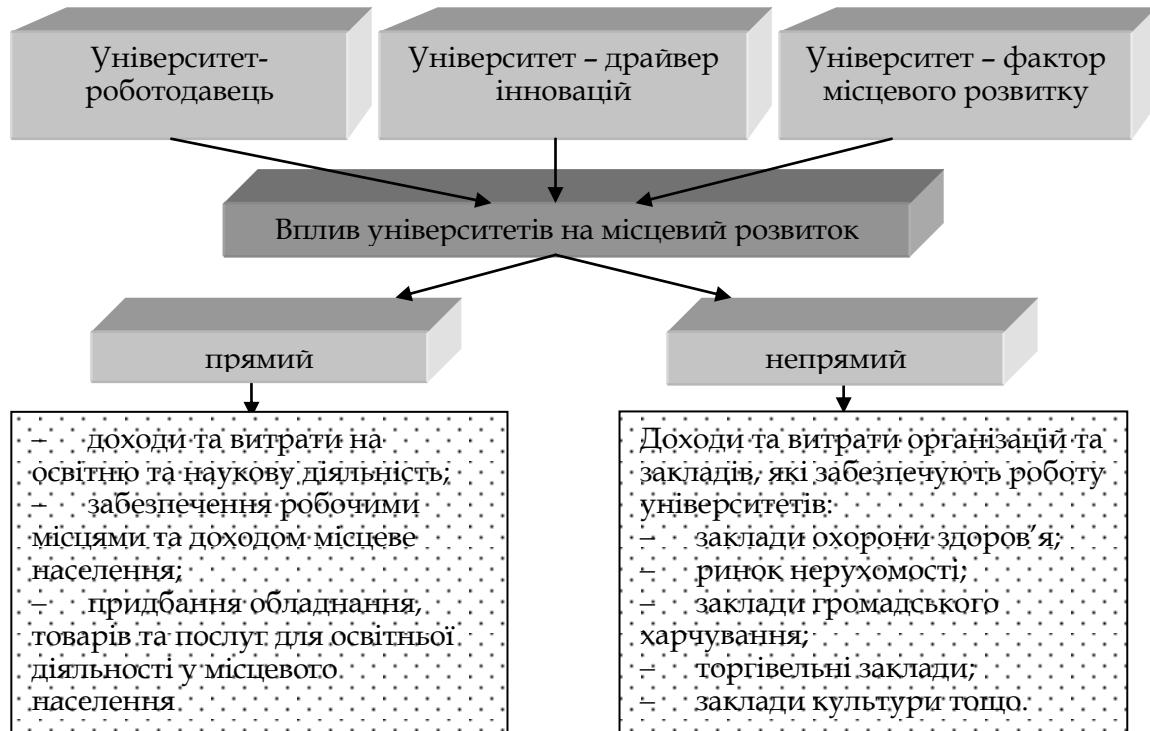 Університет-
роботодавець
Університет – драйвер
інновацій
Університет – фактор
місцевого розвитку
Вплив університетів на місцевий розвиток
прямий
непрямий
– доходи та витрати на
освітню та наукову діяльність;
– забезпечення робочими
місцями та доходом місцеве
населення;
– придбання обладнання,
товарів та послуг для освітньої
діяльності у місцевого
населення
Доходи та витрати організацій та
закладів, які забезпечують роботу
університетів:
– заклади охорони здоров’я;
– ринок нерухомості;
– заклади громадського
харчування;
– торгівельні заклади;
– заклади культури тощо.